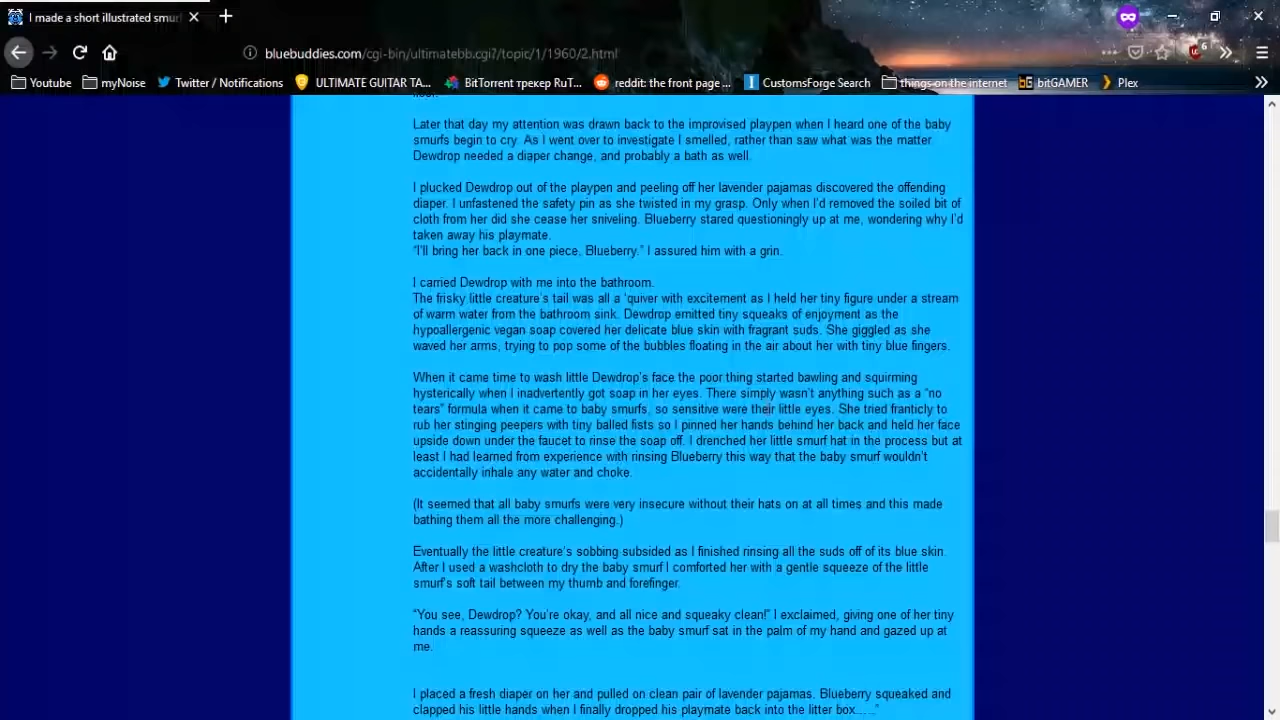 I made a short illustrated smur
bluebuddies.com/cgi-bin/ultimatebb.cgi?/topic/1/1960/2.html
6
Youtube
myNoise
Twitter / Notifications
ULTIMATE GUITAR TA...
BitTorrent трекер RuT...
reddit: the front page ...
CustomsForge Search
things on the internet
bitGAMER
Plex
floor.
Later that day my attention was drawn back to the improvised playpen when I heard one of the baby
smurfs begin to cry. As I went over to investigate I smelled, rather than saw what was the matter.
Dewdrop needed a diaper change, and probably a bath as well.
I plucked Dewdrop out of the playpen and peeling off her lavender pajamas discovered the offending
diaper. I unfastened the safety pin as she twisted in my grasp. Only when I'd removed the soiled bit of
cloth from her did she cease her sniveling. Blueberry stared questioningly up at me, wondering why I'd
taken away his playmate.
“I'll bring her back in one piece, Blueberry.” I assured him with a grin.
I carried Dewdrop with me into the bathroom.
The frisky little creature's tail was all a ‘quiver with excitement as I held her tiny figure under a stream
of warm water from the bathroom sink. Dewdrop emitted tiny squeaks of enjoyment as the
hypoallergenic vegan soap covered her delicate blue skin with fragrant suds. She giggled as she
waved her arms, trying to pop some of the bubbles floating in the air about her with tiny blue fingers.
When it came time to wash little Dewdrop's face the poor thing started bawling and squirming
hysterically when I inadvertently got soap in her eyes. There simply wasn't anything such as a “no
tears” formula when it came to baby smurfs, so sensitive were their little eyes. She tried frantically to
rub her stinging peepers with tiny balled fists so I pinned her hands behind her back and held her face
upside down under the faucet to rinse the soap off. I drenched her little smurf hat in the process but at
least I had learned from experience with rinsing Blueberry this way that the baby smurf wouldn't
accidentally inhale any water and choke.
(It seemed that all baby smurfs were very insecure without their hats on at all times and this made
bathing them all the more challenging.)
Eventually the little creature's sobbing subsided as I finished rinsing all the suds off of its blue skin.
After I used a washcloth to dry the baby smurf I comforted her with a gentle squeeze of the little
smurf's soft tail between my thumb and forefinger.
“You see, Dewdrop? You're okay, and all nice and squeaky clean!” I exclaimed, giving one of her tiny
hands a reassuring squeeze as well as the baby smurf sat in the palm of my hand and gazed up at
me.
I placed a fresh diaper on her and pulled on clean pair of lavender pajamas. Blueberry squeaked and
clapped his little hands when I finally dropped his playmate back into the litter box.....”